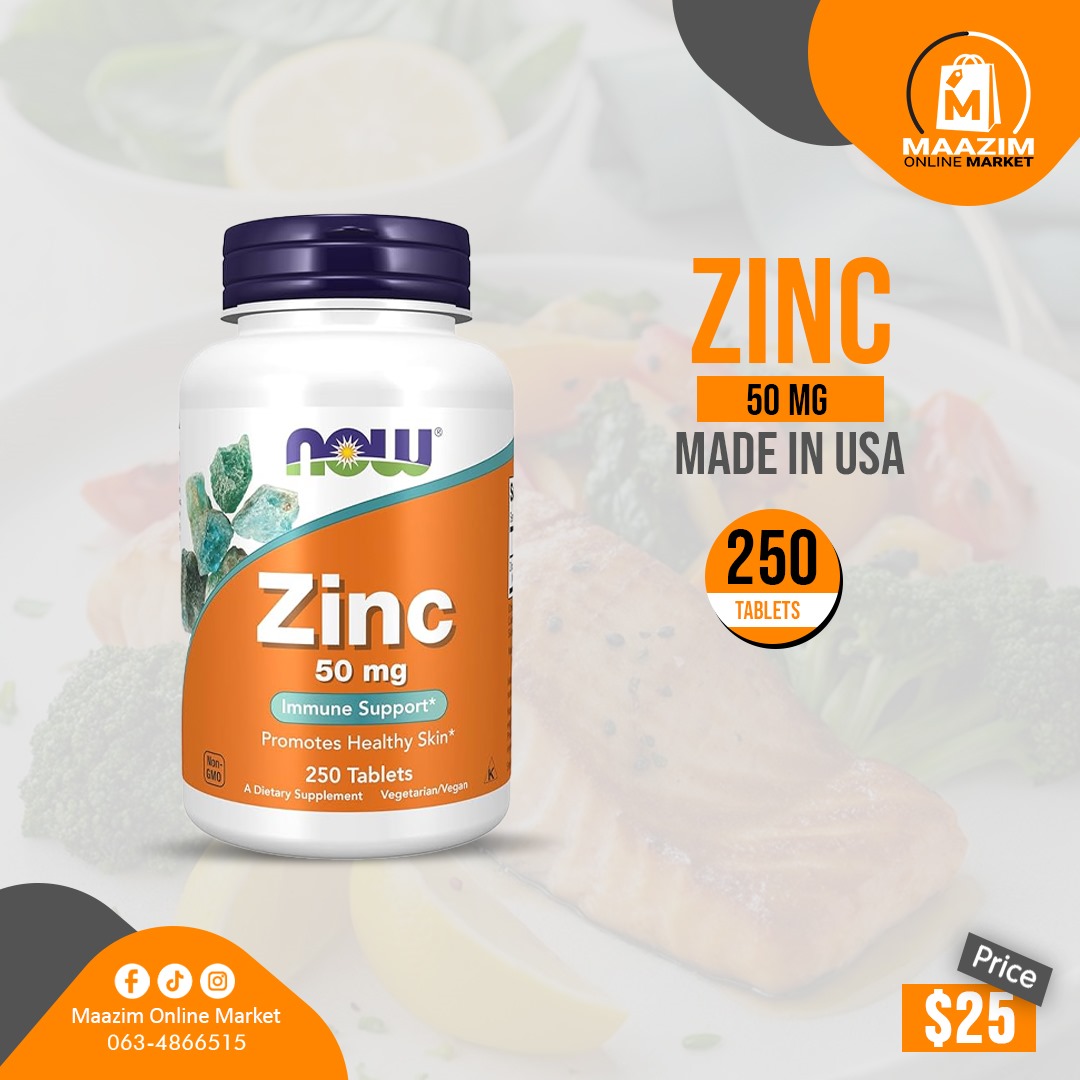 M
MAAZIM
ONLINE MARKET
ZINC
50 MG
MADE IN USA
250
TABLETS
NOW®
Zinc
50 mg
Immune Support*
Promotes Healthy Skin*
250 Tablets
A Dietary Supplement Vegetarian/Vegan
Non-
GMO
K
Maazim Online Market
063-4866515
Price
$25